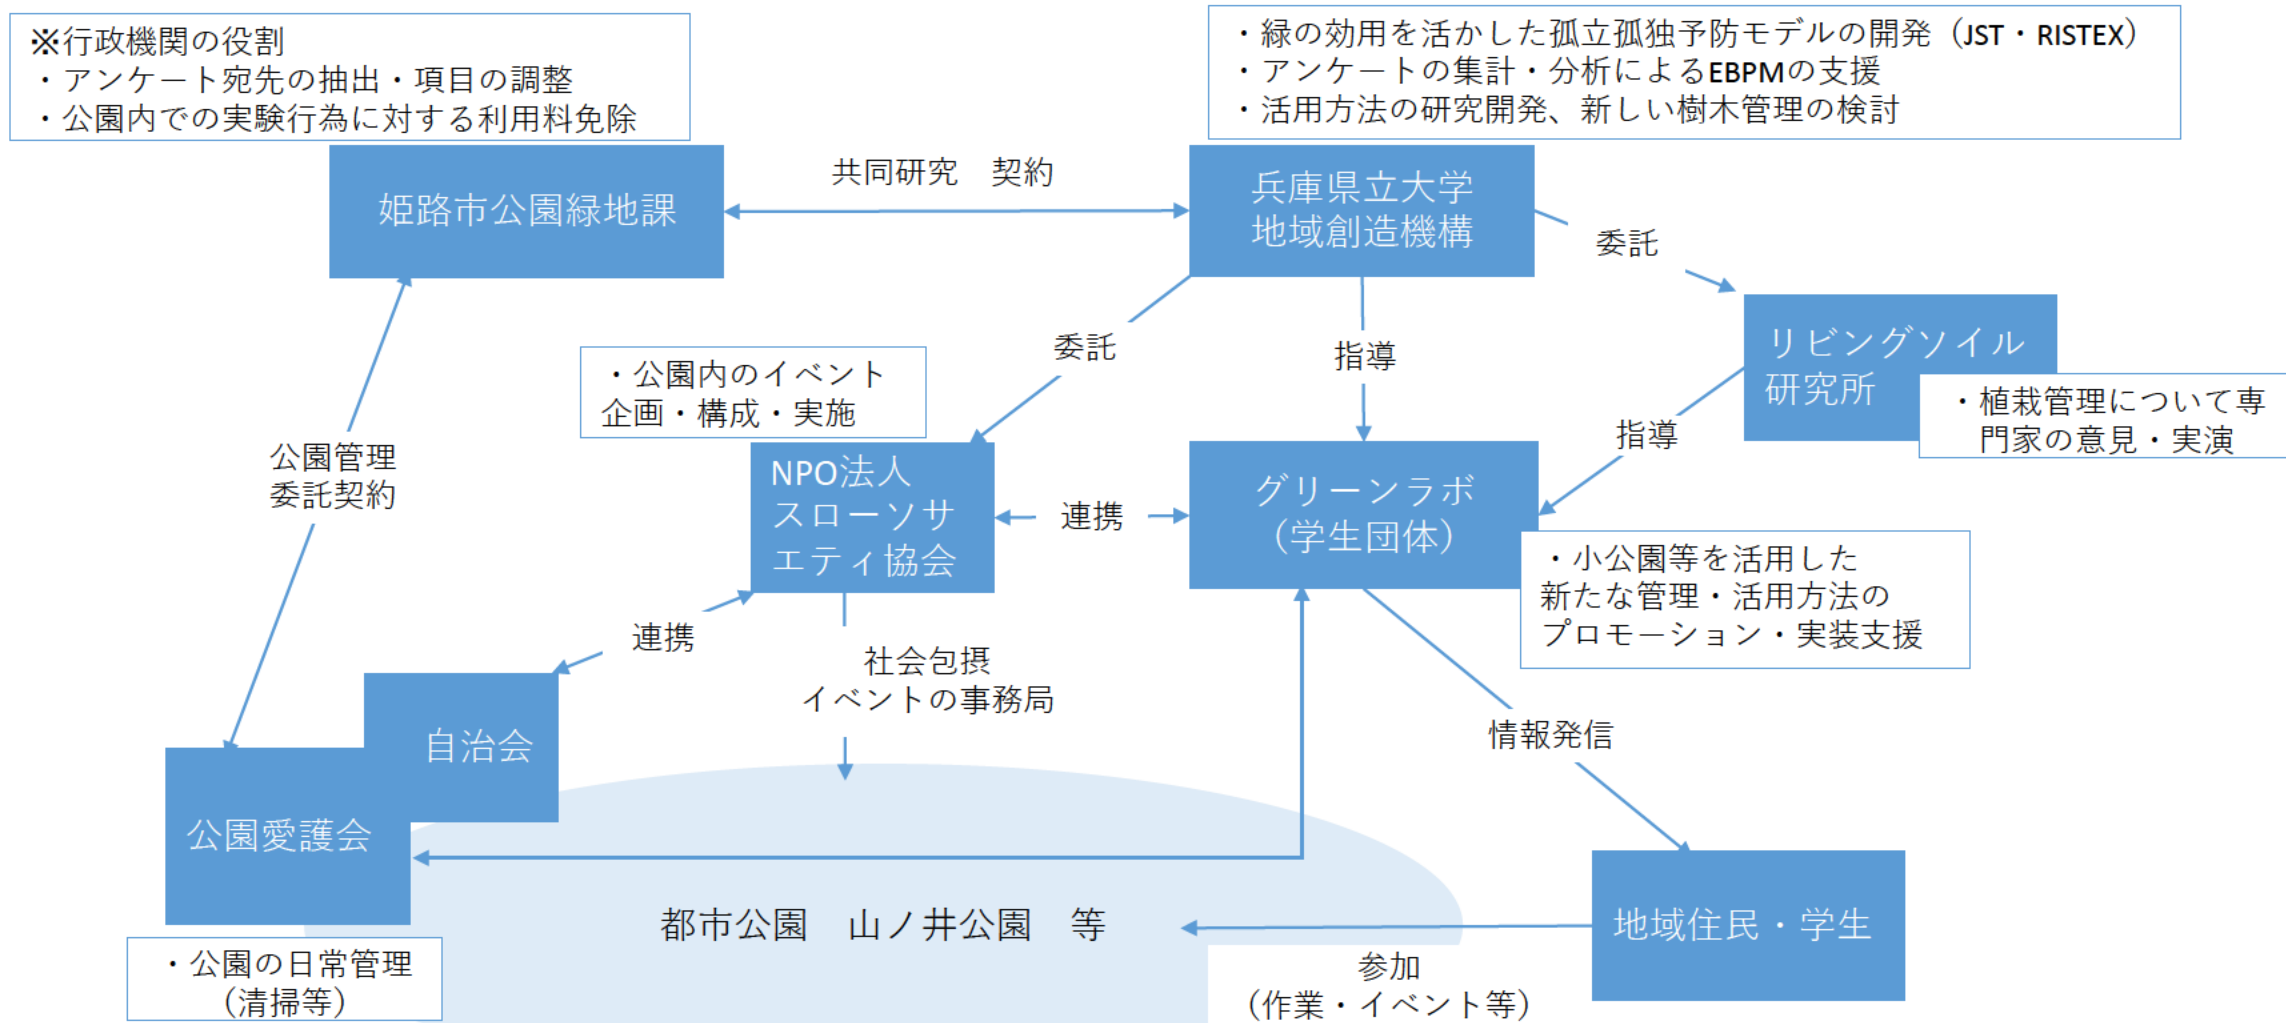 ※行政機関の役割
・アンケート宛先の抽出・項目の調整
・公園内での実験行為に対する利用料免除
・緑の効用を活かした孤立孤独予防モデルの開発（JST・RISTEX）
・アンケートの集計・分析によるEBPMの支援
・活用方法の研究開発、新しい樹木管理の検討
姫路市公園緑地課
共同研究　契約
兵庫県立大学
地域創造機構
委託
リビングソイル
研究所
・植栽管理について専
門家の意見・実演
委託
指導
指導
・公園内のイベント
企画・構成・実施
NPO法人
スローソサ
エティ協会
連携
グリーンラボ
（学生団体）
・小公園等を活用した
新たな管理・活用方法の
プロモーション・実装支援
公園管理
委託契約
連携
社会包摂
イベントの事務局
情報発信
自治会
公園愛護会
・公園の日常管理
（清掃等）
都市公園　山ノ井公園　等
地域住民・学生
参加
（作業・イベント等）